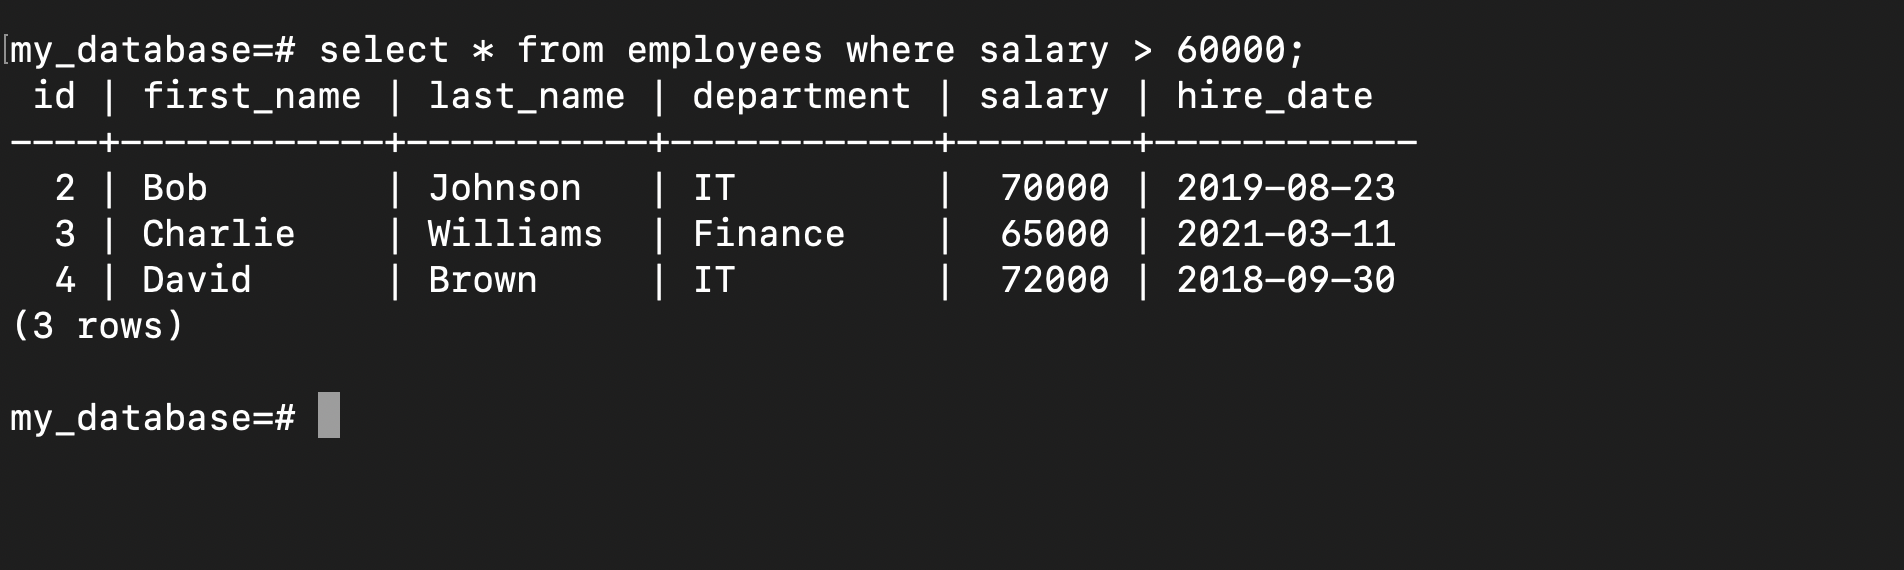 my_database=# select * from employees where salary > 60000;
 id | first_name | last_name | department | salary | hire_date
----+------------+-----------+------------+--------+------------
  2 | Bob        | Johnson   | IT         |  70000 | 2019-08-23
  3 | Charlie    | Williams  | Finance    |  65000 | 2021-03-11
  4 | David      | Brown     | IT         |  72000 | 2018-09-30
(3 rows)
my_database=#